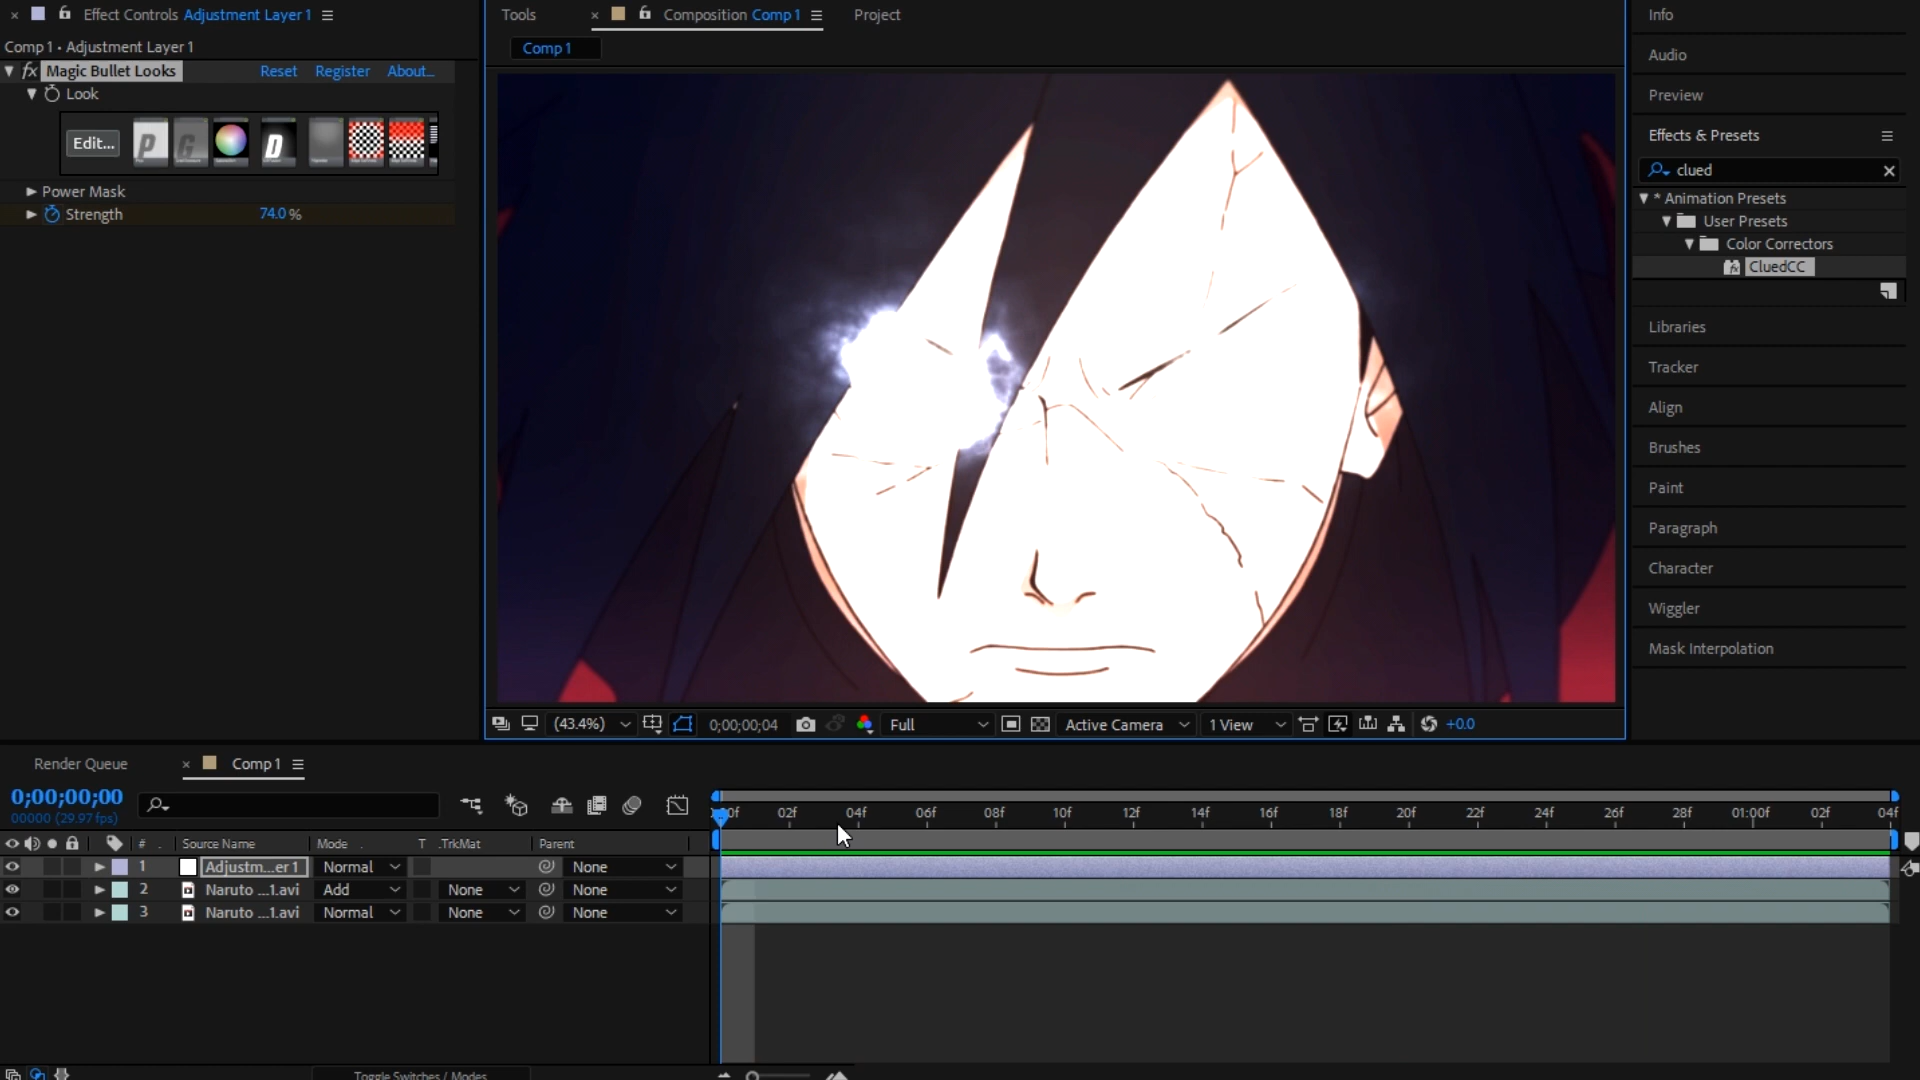 Effect Controls Adjustment Layer 1
Comp 1 • Adjustment Layer 1
fx Magic Bullet Looks Reset Register About...
Look
Edit... P G D
Power Mask
Strength 74.0 %
Tools Composition Comp 1 Project
Comp 1
(43.4%) 0;00;00;04 Full Active Camera 1 View +0.0
Info
Audio
Preview
Effects & Presets
clued
* Animation Presets
User Presets
Color Correctors
CluedCC
Libraries
Tracker
Align
Brushes
Paint
Paragraph
Character
Wiggler
Mask Interpolation
Render Queue Comp 1
0;00;00;00
00000 (29.97 fps)
02f 04f 06f 08f 10f 12f 14f 16f 18f 20f 22f 24f 26f 28f 01:00f 02f 04f
# Source Name Mode T .TrkMat Parent
1 Adjustm...er 1 Normal None
2 Naruto ...1.avi Add None None
3 Naruto ...1.avi Normal None None
Toggle Switches / Modes